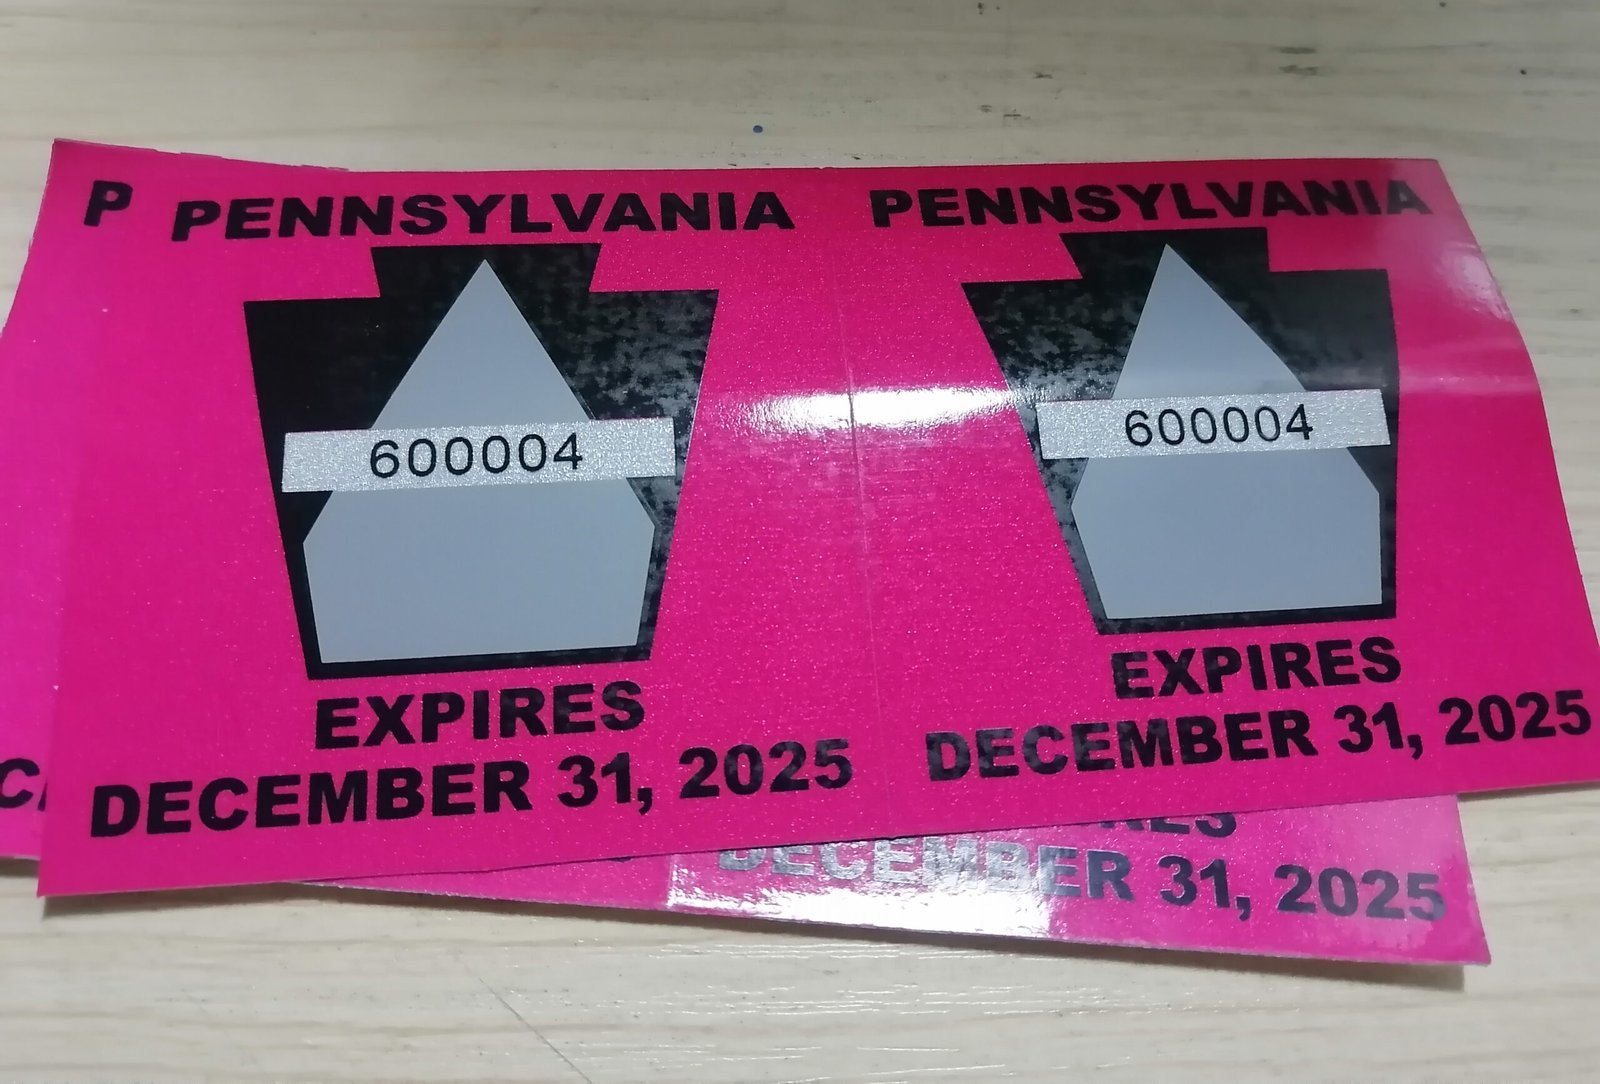 P
PENNSYLVANIA
600004
EXPIRES
DECEMBER 31, 2025
PENNSYLVANIA
600004
EXPIRES
DECEMBER 31, 2025
DECEMBER 31, 2025